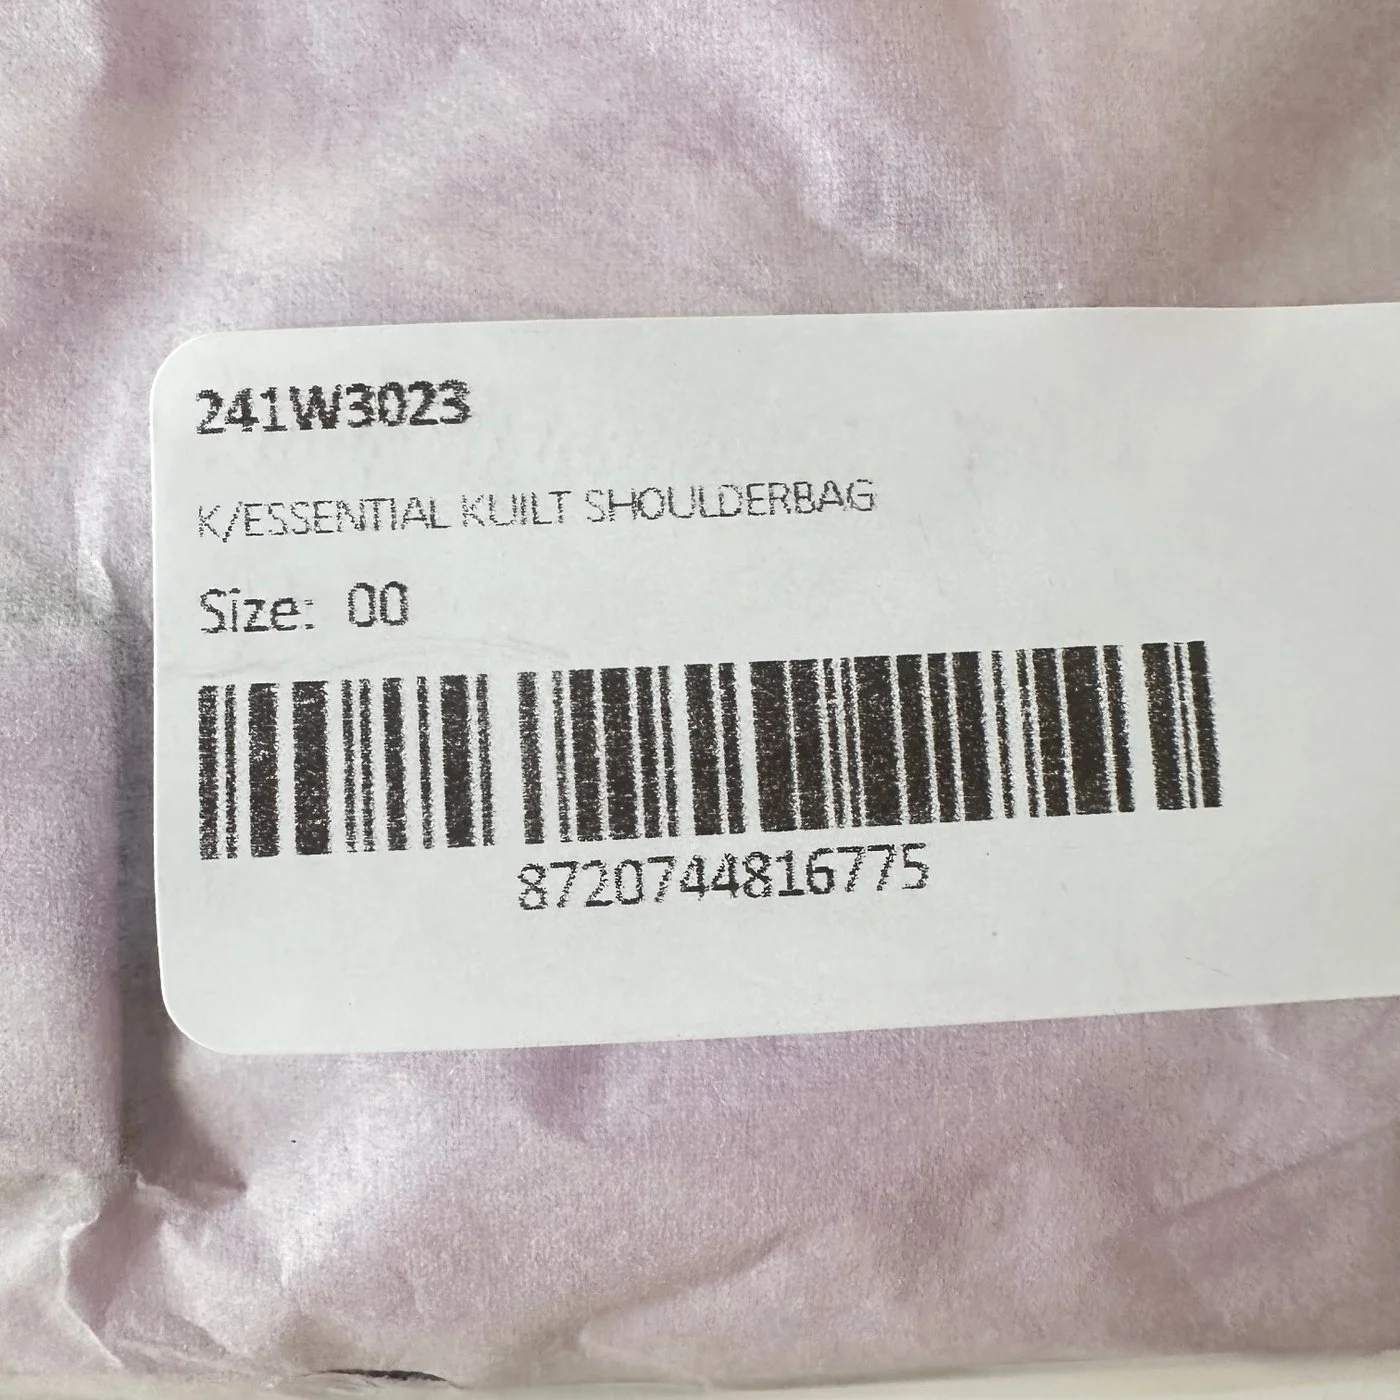 241W3023
K/ESSENTIAL KUILT SHOULDERBAG
Size: 00
8720744816775